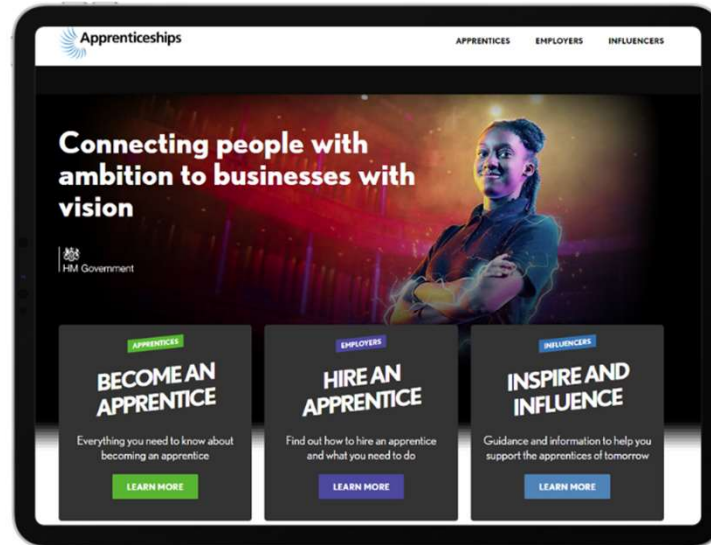 Apprenticeships
APPRENTICES EMPLOYERS INFLUENCERS
Connecting people with
ambition to businesses with
vision
HM Government
APPRENTICES
BECOME AN
APPRENTICE
Everything you need to know about
becoming an apprentice
LEARN MORE
EMPLOYERS
HIRE AN
APPRENTICE
Find out how to hire an apprentice
and what you need to do
LEARN MORE
INFLUENCERS
INSPIRE AND
INFLUENCE
Guidance and information to help you
support the apprentices of tomorrow
LEARN MORE